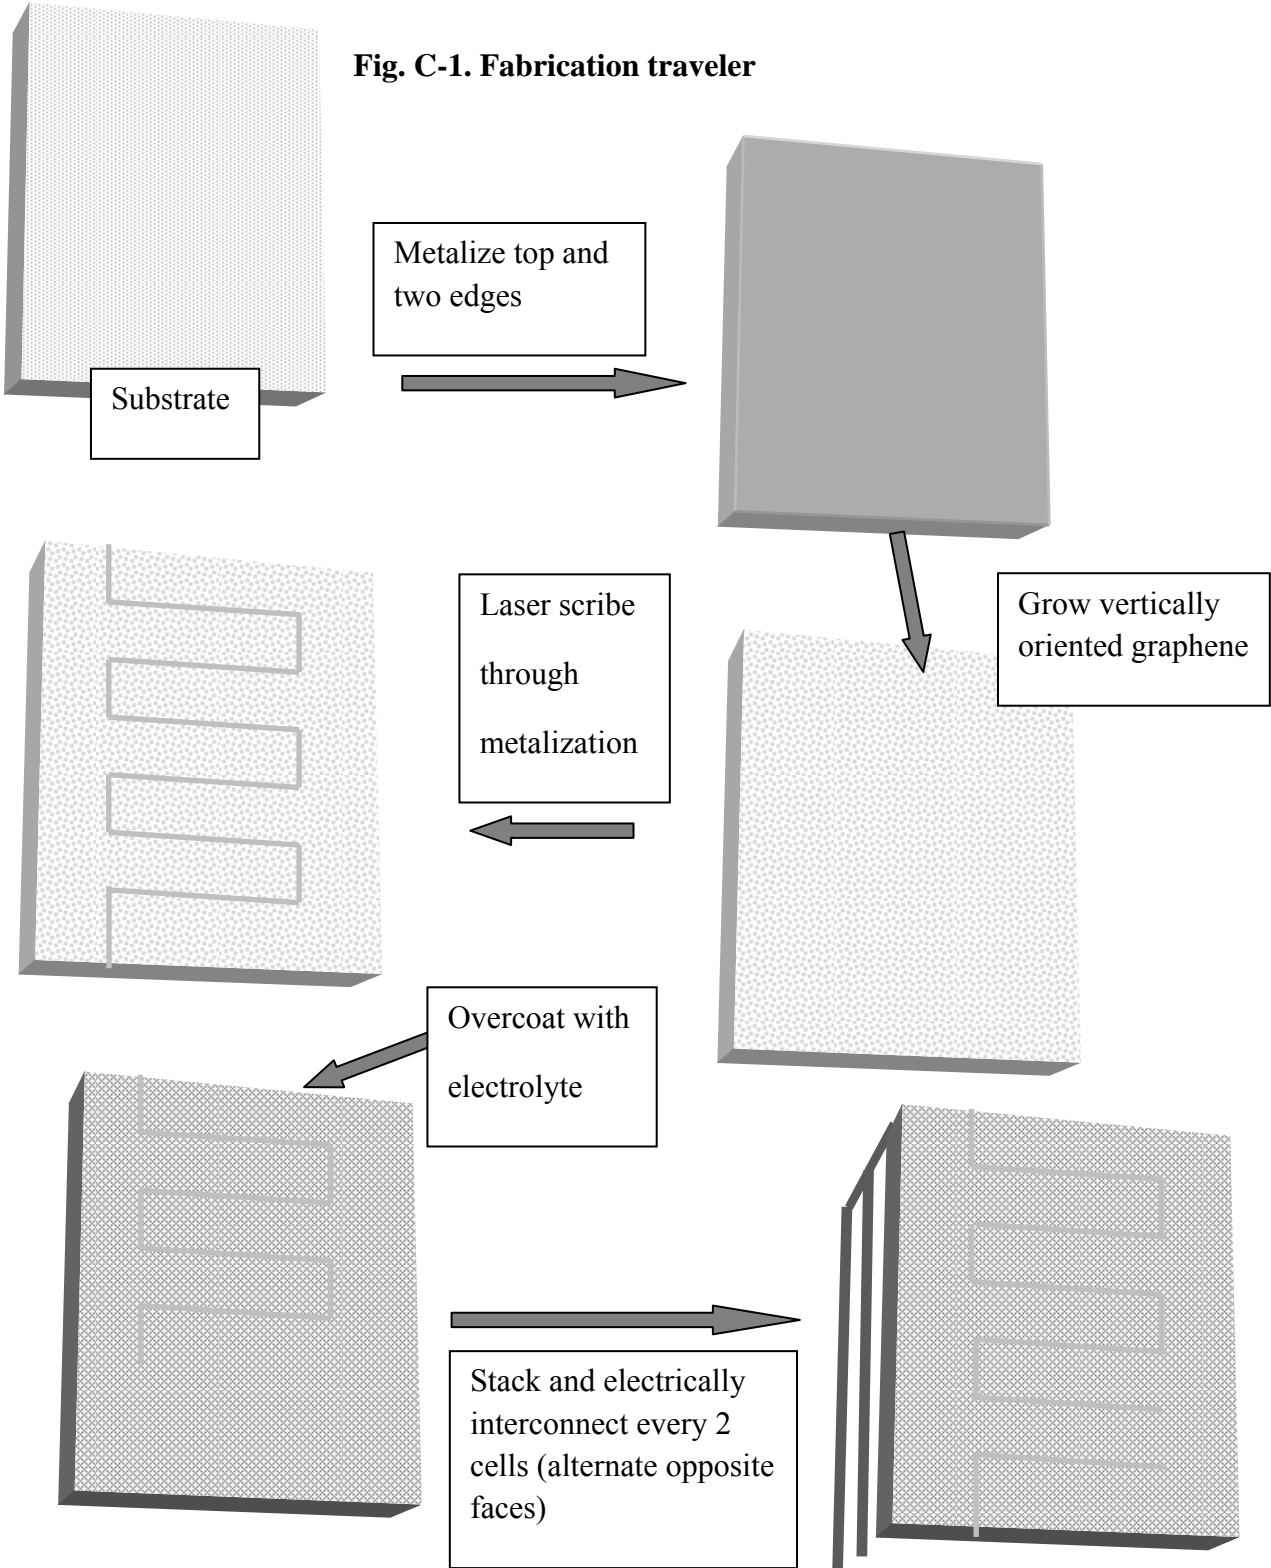 Fig. C-1. Fabrication traveler
Metalize top and
two edges
Substrate
Grow vertically
oriented graphene
Laser scribe
through
metalization
Overcoat with
electrolyte
Stack and electrically
interconnect every 2
cells (alternate opposite
faces)